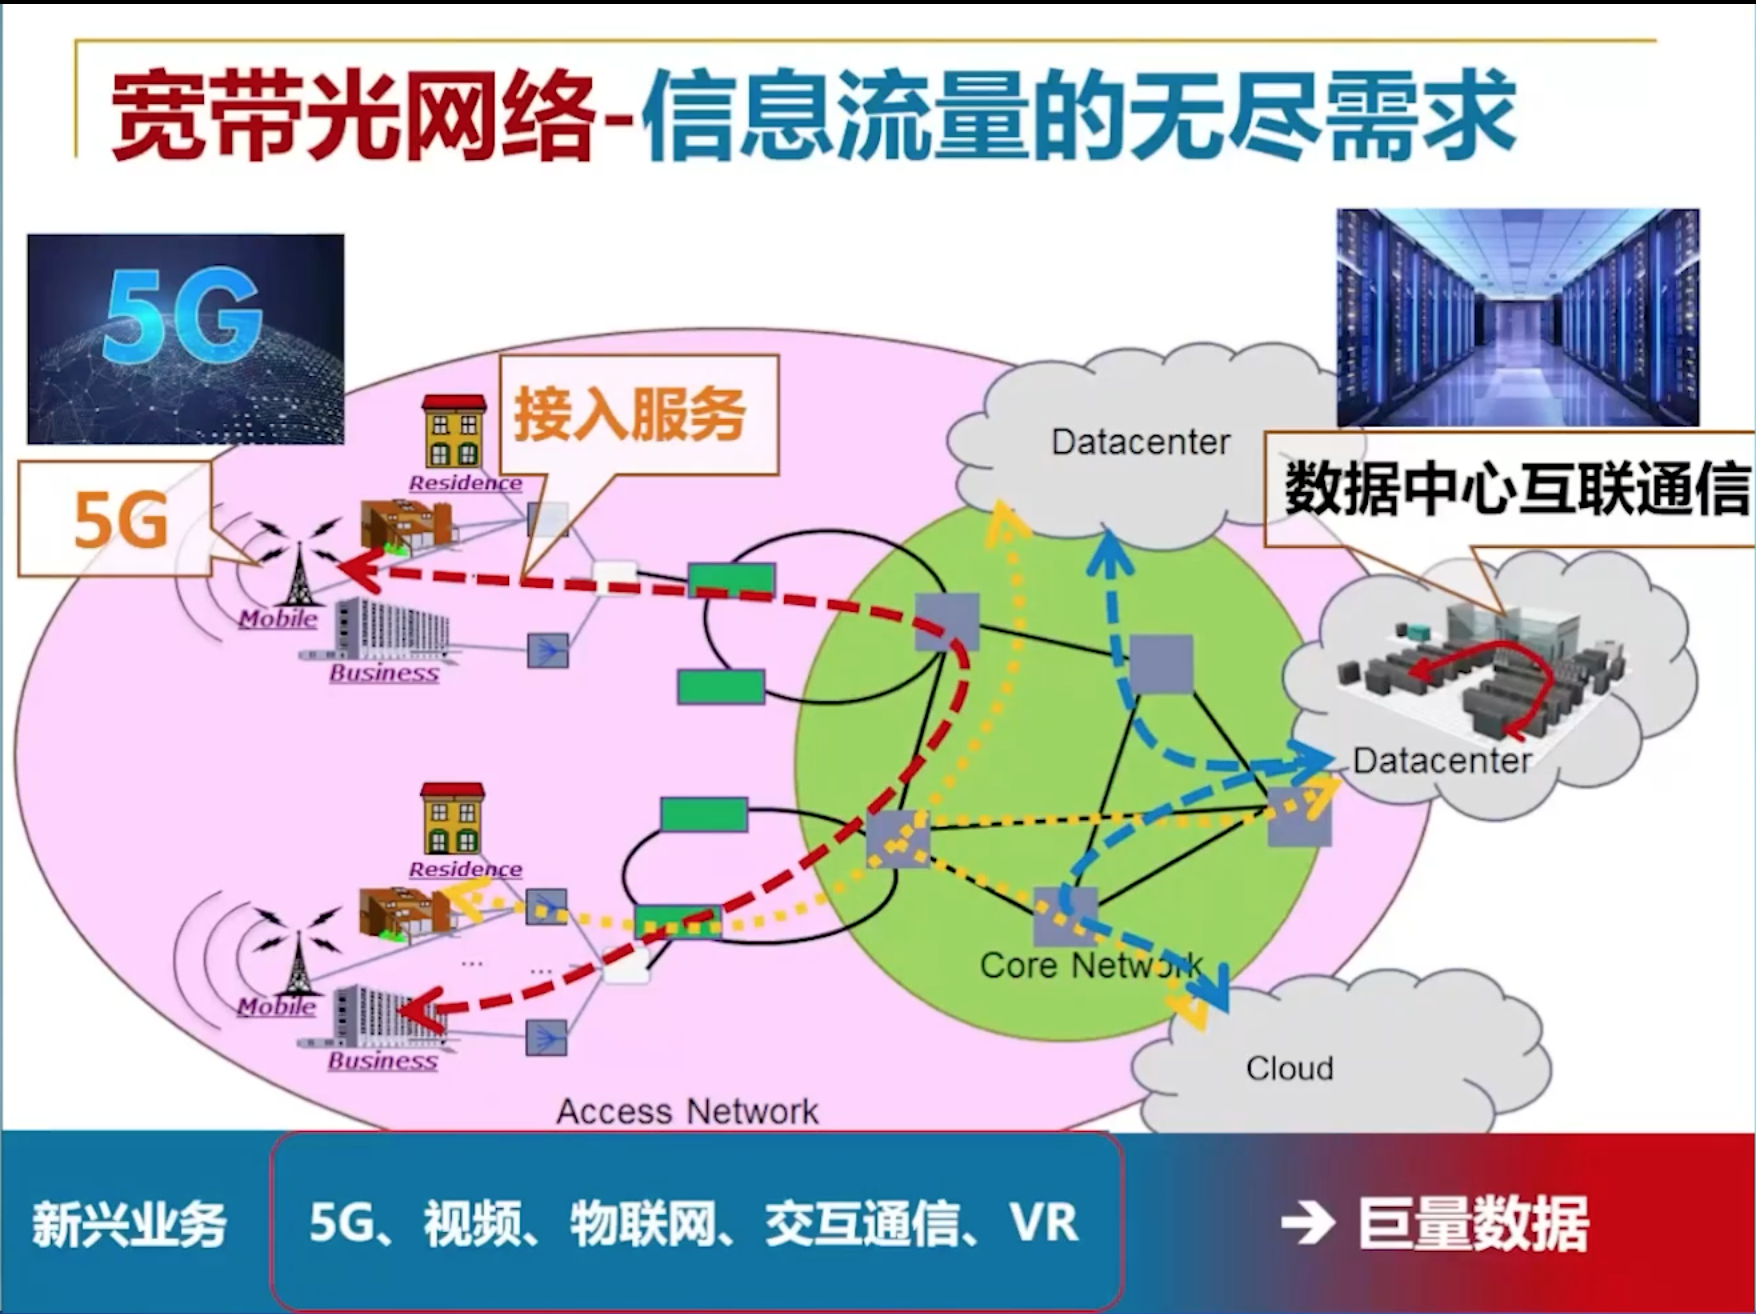 宽带光网络-信息流量的无尽需求
5G
5G
接入服务
Residence
Mobile
Business
Datacenter
数据中心互联通信
Datacenter
Residence
Mobile
... ...
Business
Core Network
Cloud
Access Network
新兴业务
5G、视频、物联网、交互通信、VR
→ 巨量数据